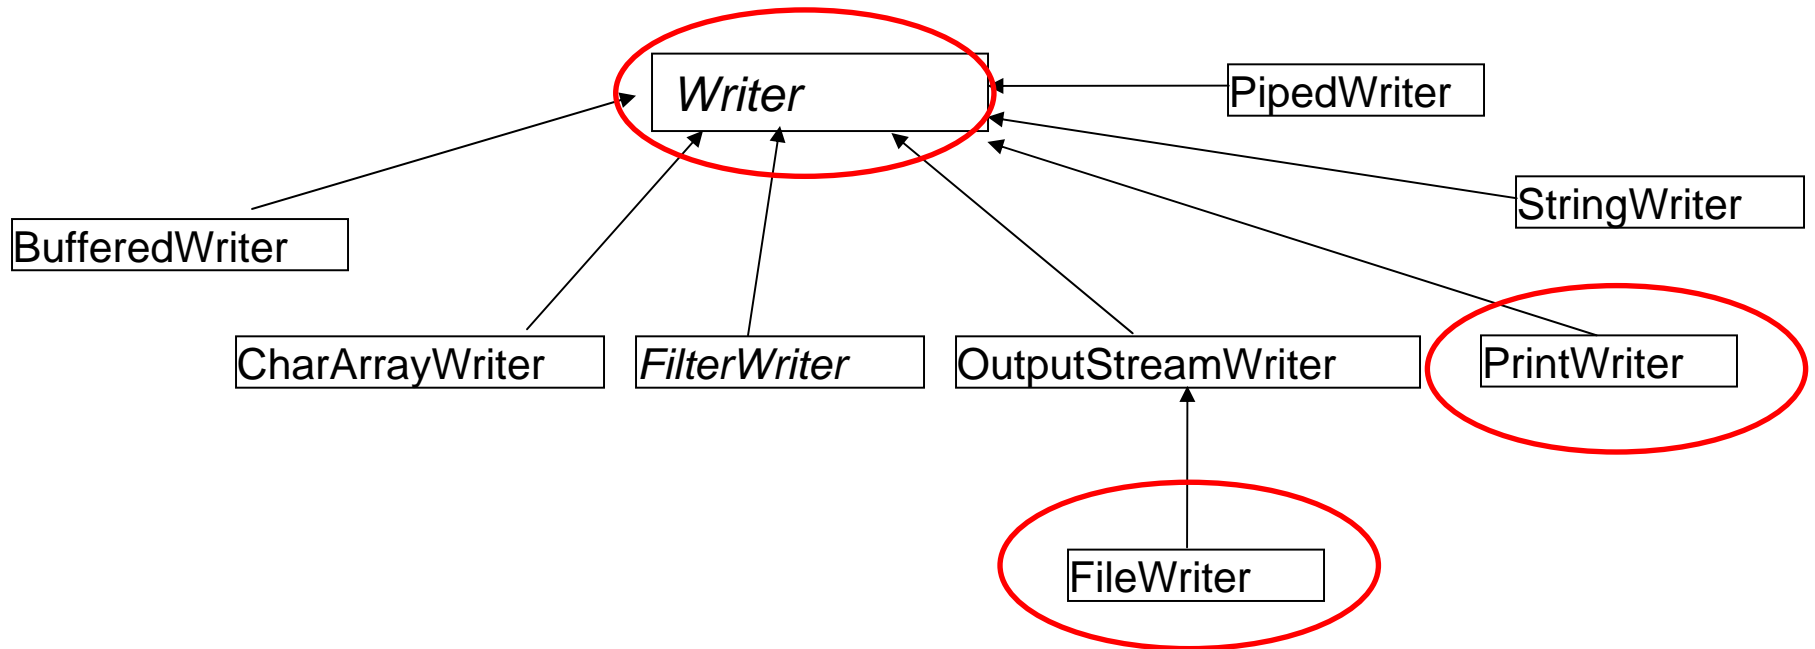 Writer
PipedWriter
StringWriter
BufferedWriter
CharArrayWriter
FilterWriter
OutputStreamWriter
PrintWriter
FileWriter